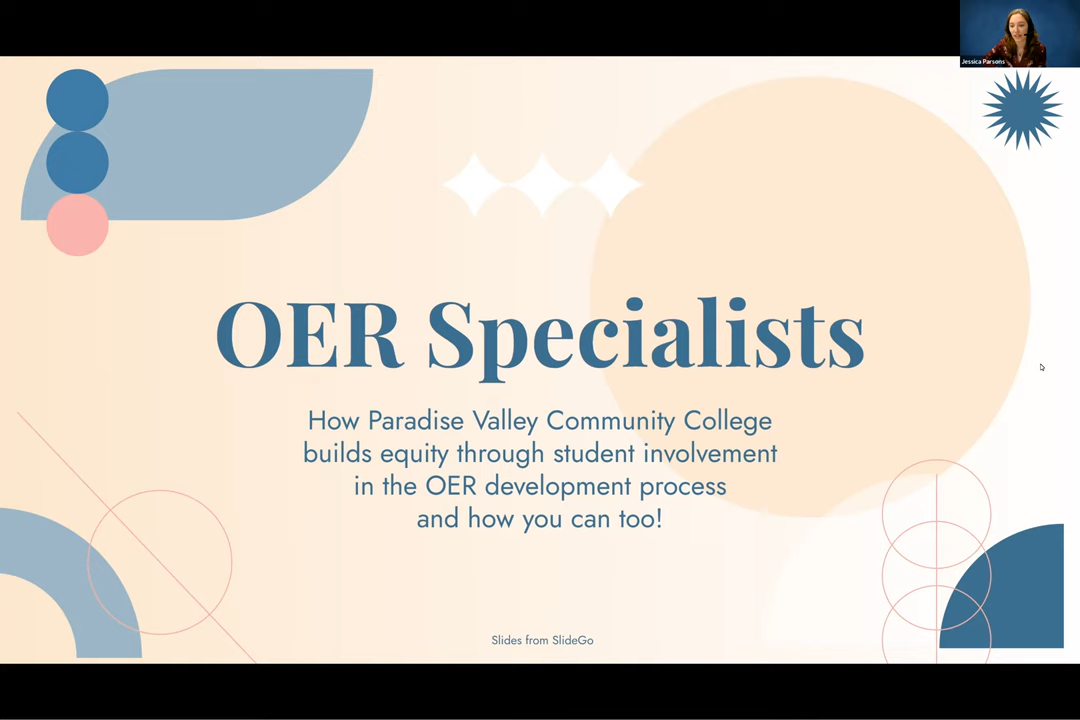 Jessica Parsons
OER Specialists
How Paradise Valley Community College
builds equity through student involvement
in the OER development process
and how you can too!
Slides from SlideGo